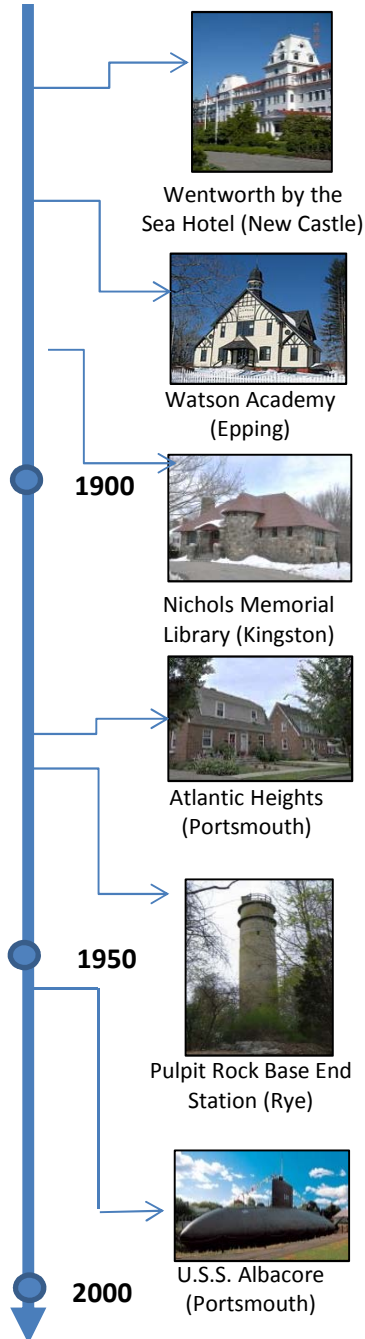 Wentworth by the
Sea Hotel (New Castle)
Watson Academy
(Epping)
1900
Nichols Memorial
Library (Kingston)
Atlantic Heights
(Portsmouth)
1950
Pulpit Rock Base End
Station (Rye)
U.S.S. Albacore
(Portsmouth)
2000